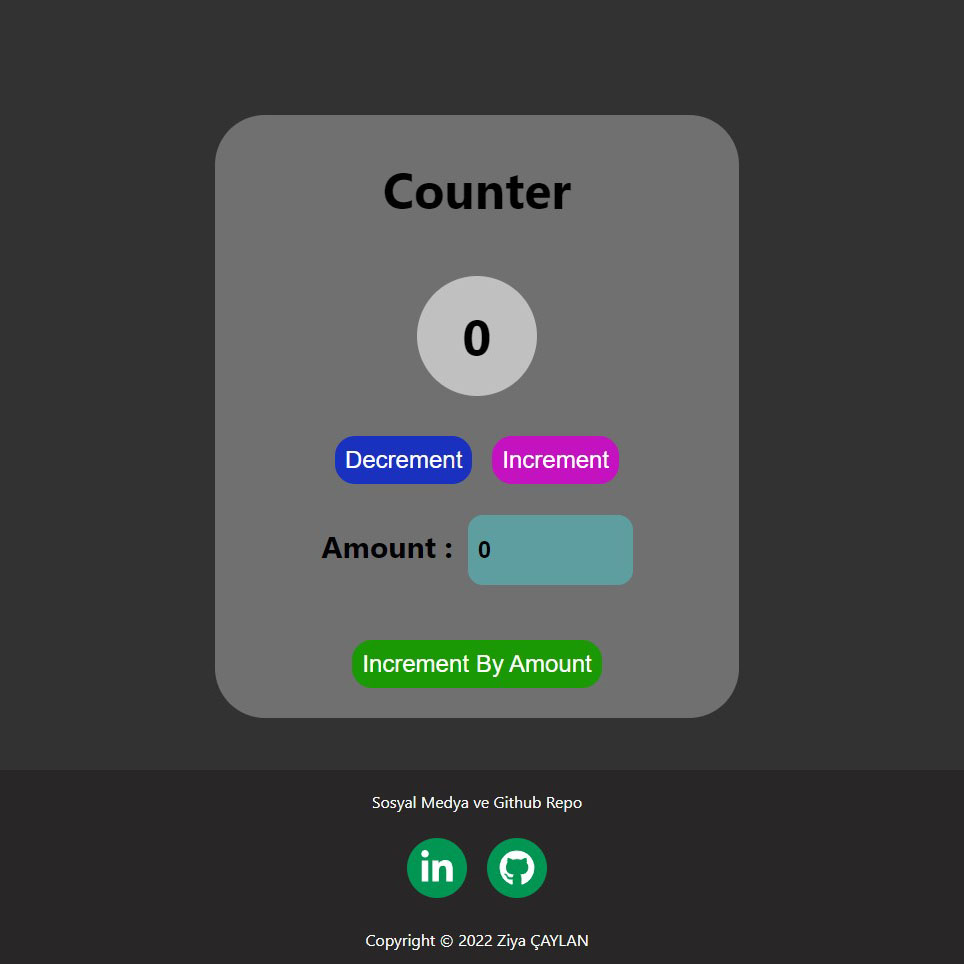 Counter
0
Decrement Increment
Amount : 0
Increment By Amount
Sosyal Medya ve Github Repo
in
Copyright © 2022 Ziya ÇAYLAN